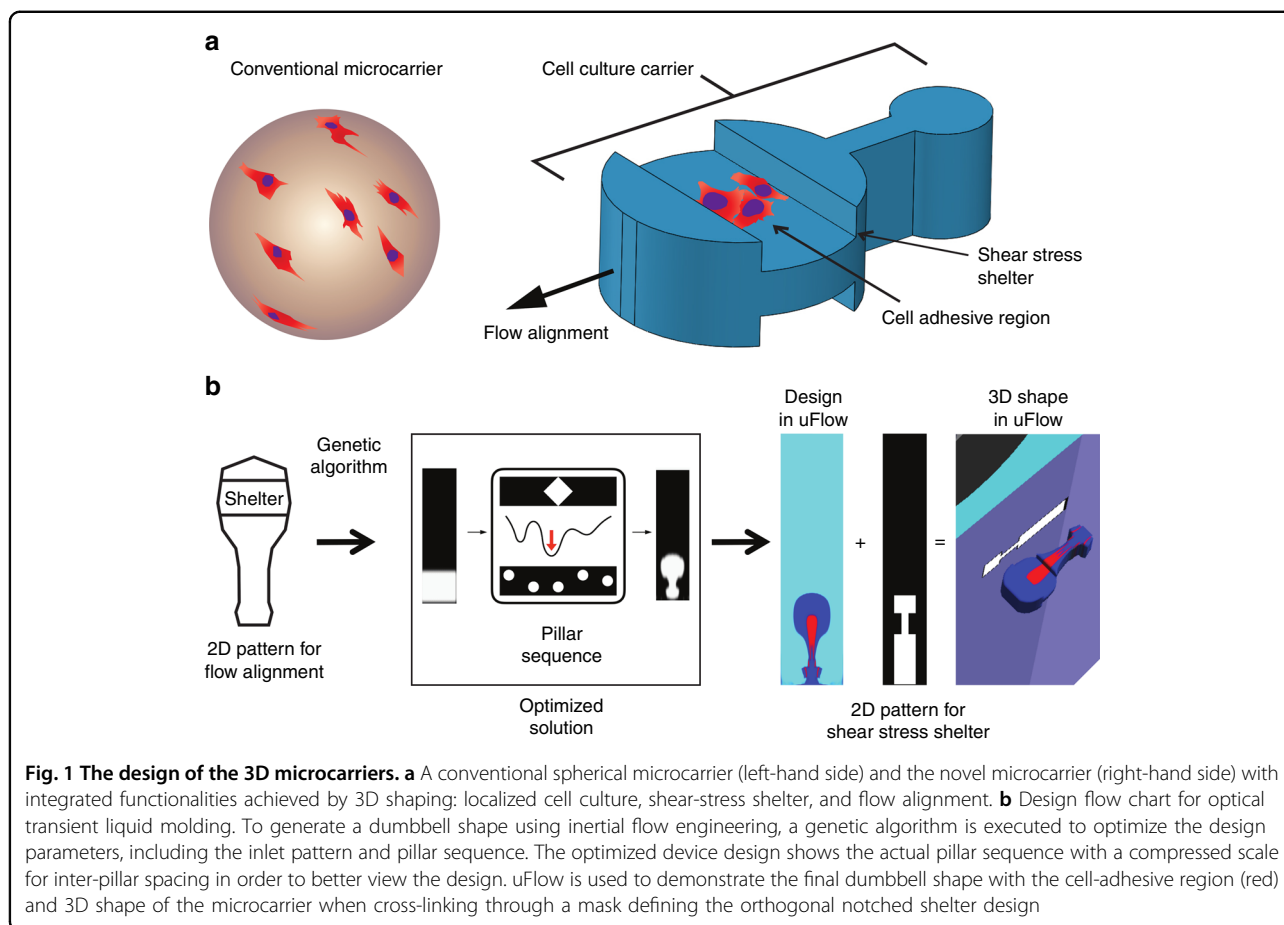 a
Conventional microcarrier
Cell culture carrier
Shear stress
shelter
Cell adhesive region
Flow alignment
b
Genetic
algorithm
Shelter
2D pattern for
flow alignment
Pillar
sequence
Optimized
solution
Design
in uFlow
+
=
3D shape
in uFlow
2D pattern for
shear stress shelter
Fig. 1 The design of the 3D microcarriers. a A conventional spherical microcarrier (left-hand side) and the novel microcarrier (right-hand side) with
integrated functionalities achieved by 3D shaping: localized cell culture, shear-stress shelter, and flow alignment. b Design flow chart for optical
transient liquid molding. To generate a dumbbell shape using inertial flow engineering, a genetic algorithm is executed to optimize the design
parameters, including the inlet pattern and pillar sequence. The optimized device design shows the actual pillar sequence with a compressed scale
for inter-pillar spacing in order to better view the design. uFlow is used to demonstrate the final dumbbell shape with the cell-adhesive region (red)
and 3D shape of the microcarrier when cross-linking through a mask defining the orthogonal notched shelter design